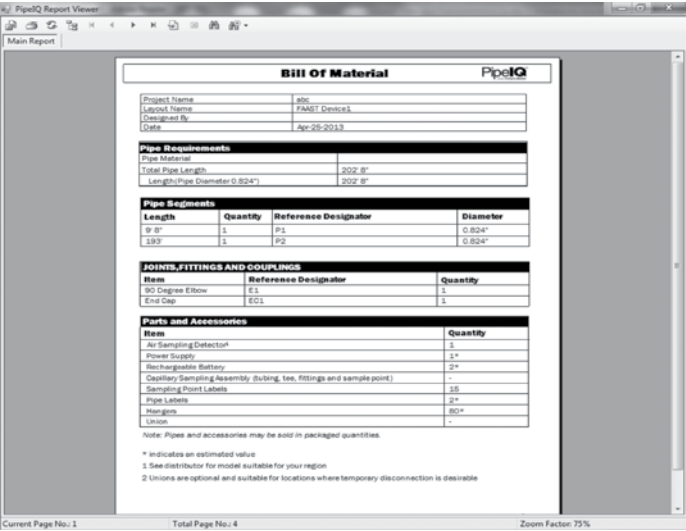 PipeIQ Report Viewer
Main Report
Bill Of Material
PipeIQ
Project Name abc
Layout Name FAAST Device1
Designed By
Date Apr-25-2013
Pipe Requirements
Pipe Material
Total Pipe Length 202' 8"
Length(Pipe Diameter 0.824") 202' 8"
Pipe Segments
Length Quantity Reference Designator Diameter
9' 8" 1 P1 0.824"
193' 1 P2 0.824"
JOINTS,FITTINGS AND COUPLINGS
Item Reference Designator Quantity
90 Degree Elbow E1 1
End Cap EC1 1
Parts and Accessories
Item Quantity
Air Sampling Detector¹ 1
Power Supply 1*
Rechargeable Battery 2*
Capillary Sampling Assembly (tubing, tee, fittings and sample point) -
Sampling Point Labels 15
Pipe Labels 2*
Hangers 80*
Union -
Note: Pipes and accessories may be sold in packaged quantities.
* indicates an estimated value
1 See distributor for model suitable for your region
2 Unions are optional and suitable for locations where temporary disconnection is desirable
Current Page No.: 1 Total Page No.: 4 Zoom Factor: 75%